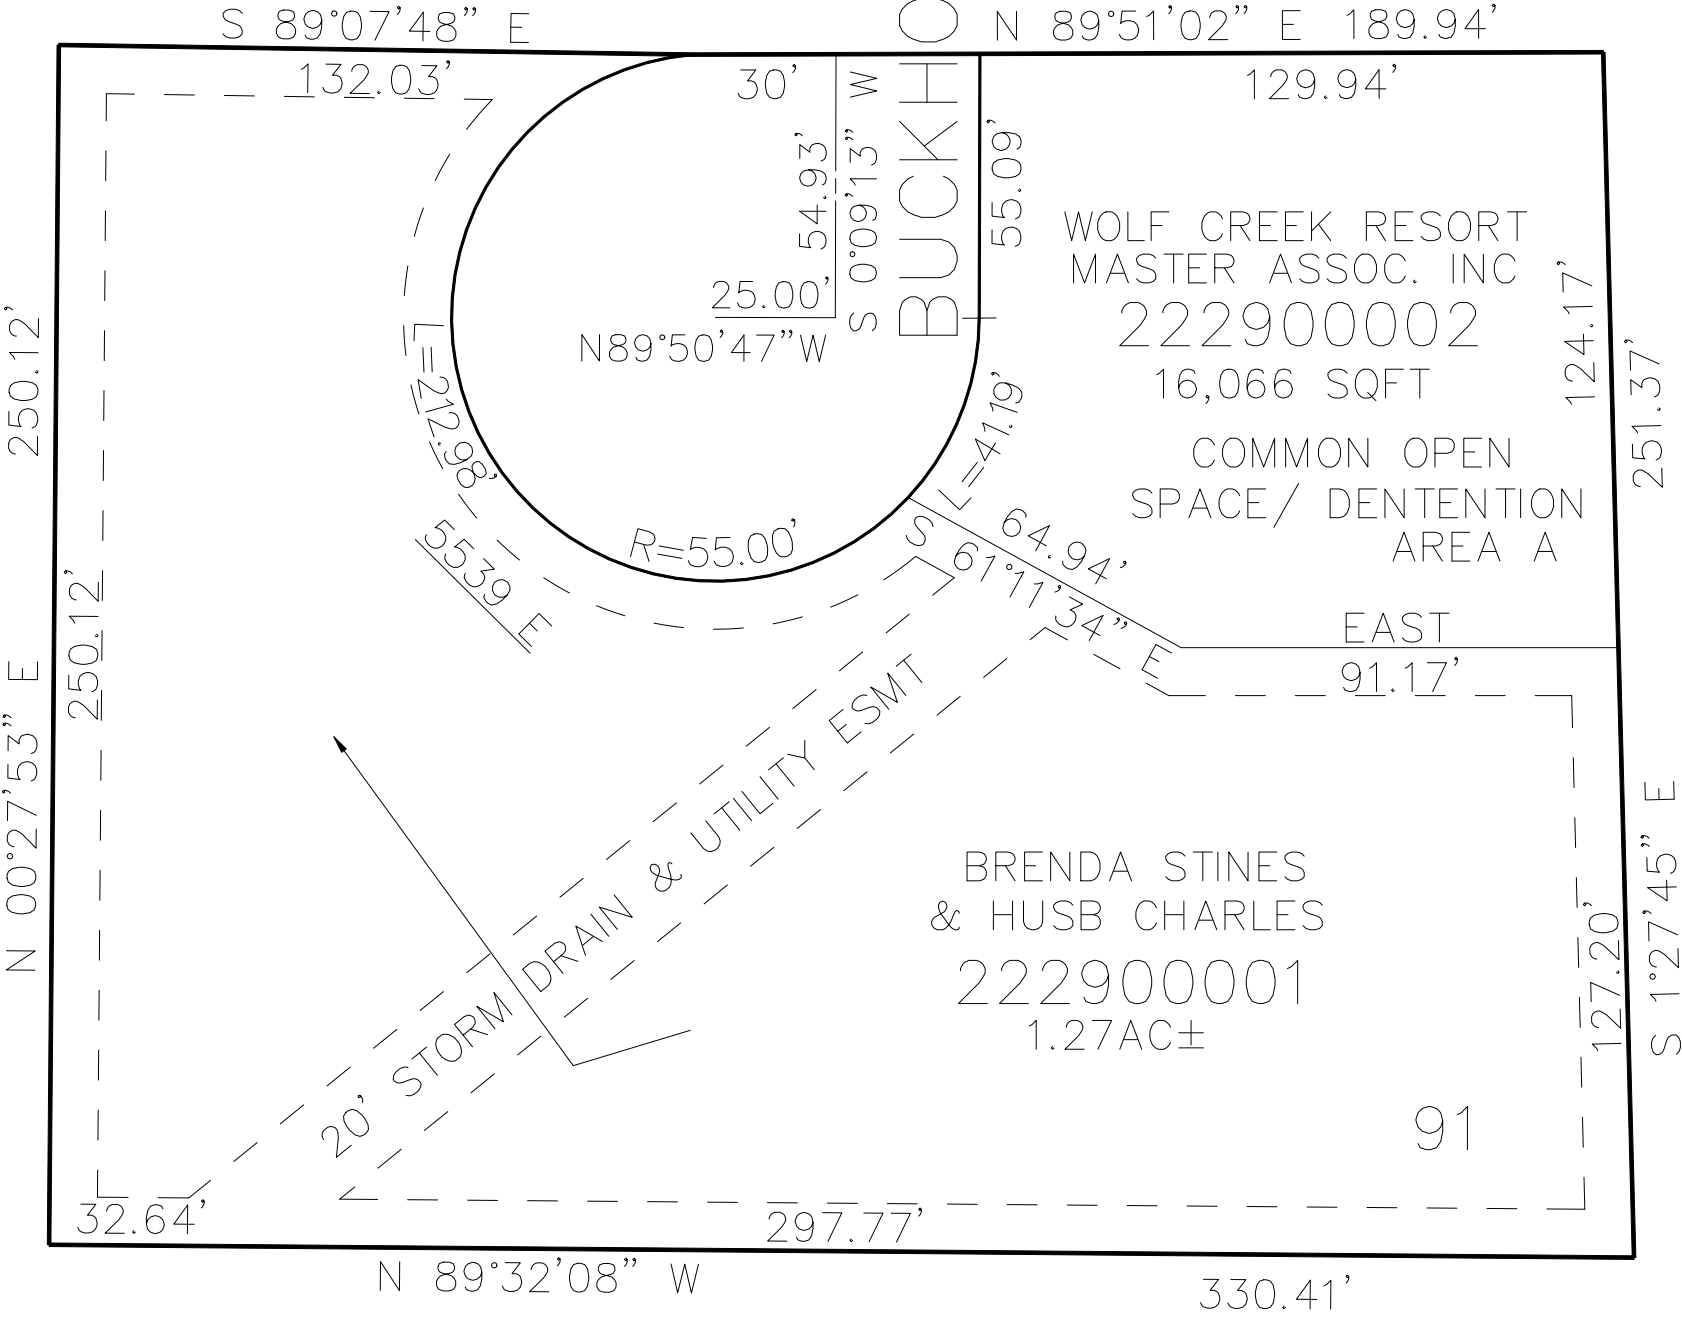 S 89°07'48" E
N 89°51'02" E 189.94'
132.03'
30'
129.94'
54.93'
S 0°09'13" W
BUCKHO
55.09'
25.00'
N89°50'47"W
WOLF CREEK RESORT
MASTER ASSOC. INC
222900002
16,066 SQFT
COMMON OPEN
SPACE/ DENTENTION
AREA A
124.17'
251.37'
250.12'
N 00°27'53" E
250.12'
L=212.98'
L=41.19'
R=55.00'
5539 E
64.94'
S 61°11'34" E
EAST
91.17'
20' STORM DRAIN & UTILITY ESMT
BRENDA STINES
& HUSB CHARLES
222900001
1.27AC±
127.20'
S 1°27'45" E
91
32.64'
297.77'
N 89°32'08" W
330.41'